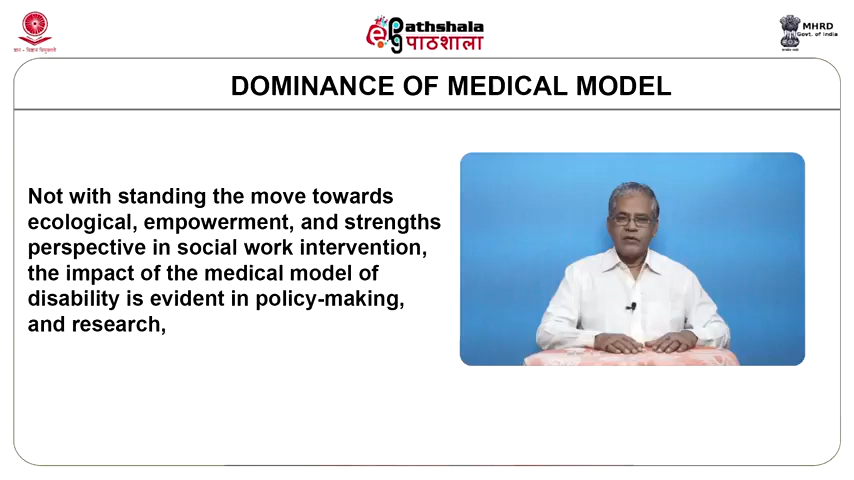 ज्ञान - विज्ञान विमुक्तये
ePathshala
पाठशाला
MHRD
Govt. of India
DOMINANCE OF MEDICAL MODEL
Not with standing the move towards
ecological, empowerment, and strengths
perspective in social work intervention,
the impact of the medical model of
disability is evident in policy-making,
and research,